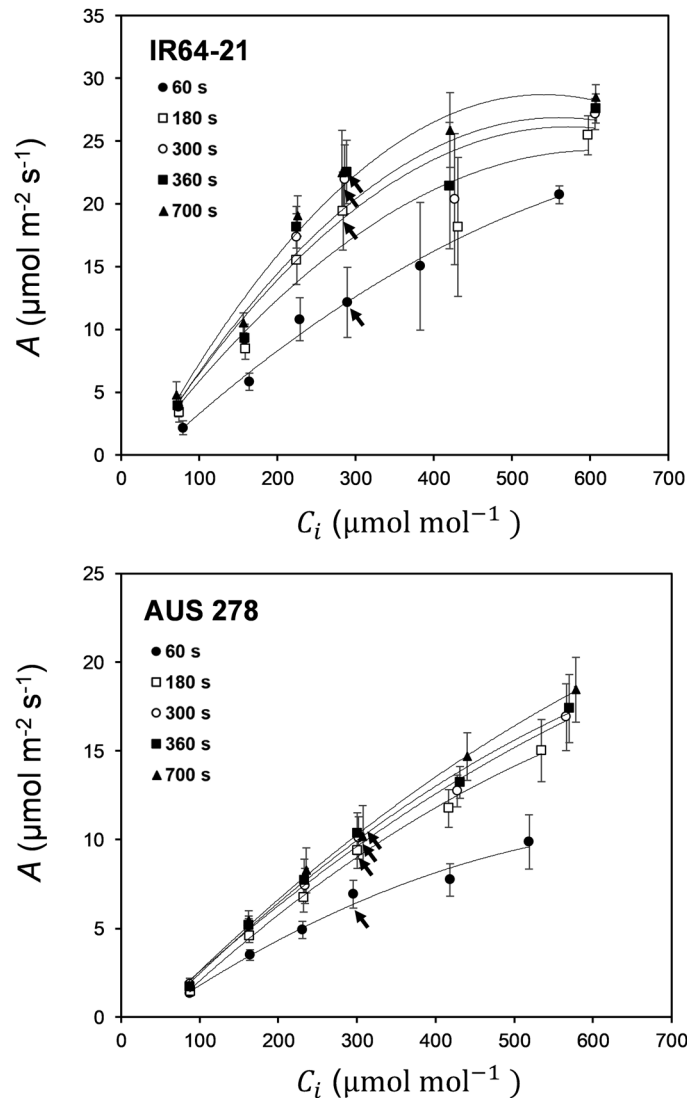 IR64-21
60 s
180 s
300 s
360 s
700 s
35
30
25
20
15
10
5
0
A (μmol m⁻² s⁻¹)
0 100 200 300 400 500 600 700
Cᵢ (μmol mol⁻¹ )
AUS 278
60 s
180 s
300 s
360 s
700 s
25
20
15
10
5
0
A (μmol m⁻² s⁻¹)
0 100 200 300 400 500 600 700
Cᵢ (μmol mol⁻¹ )